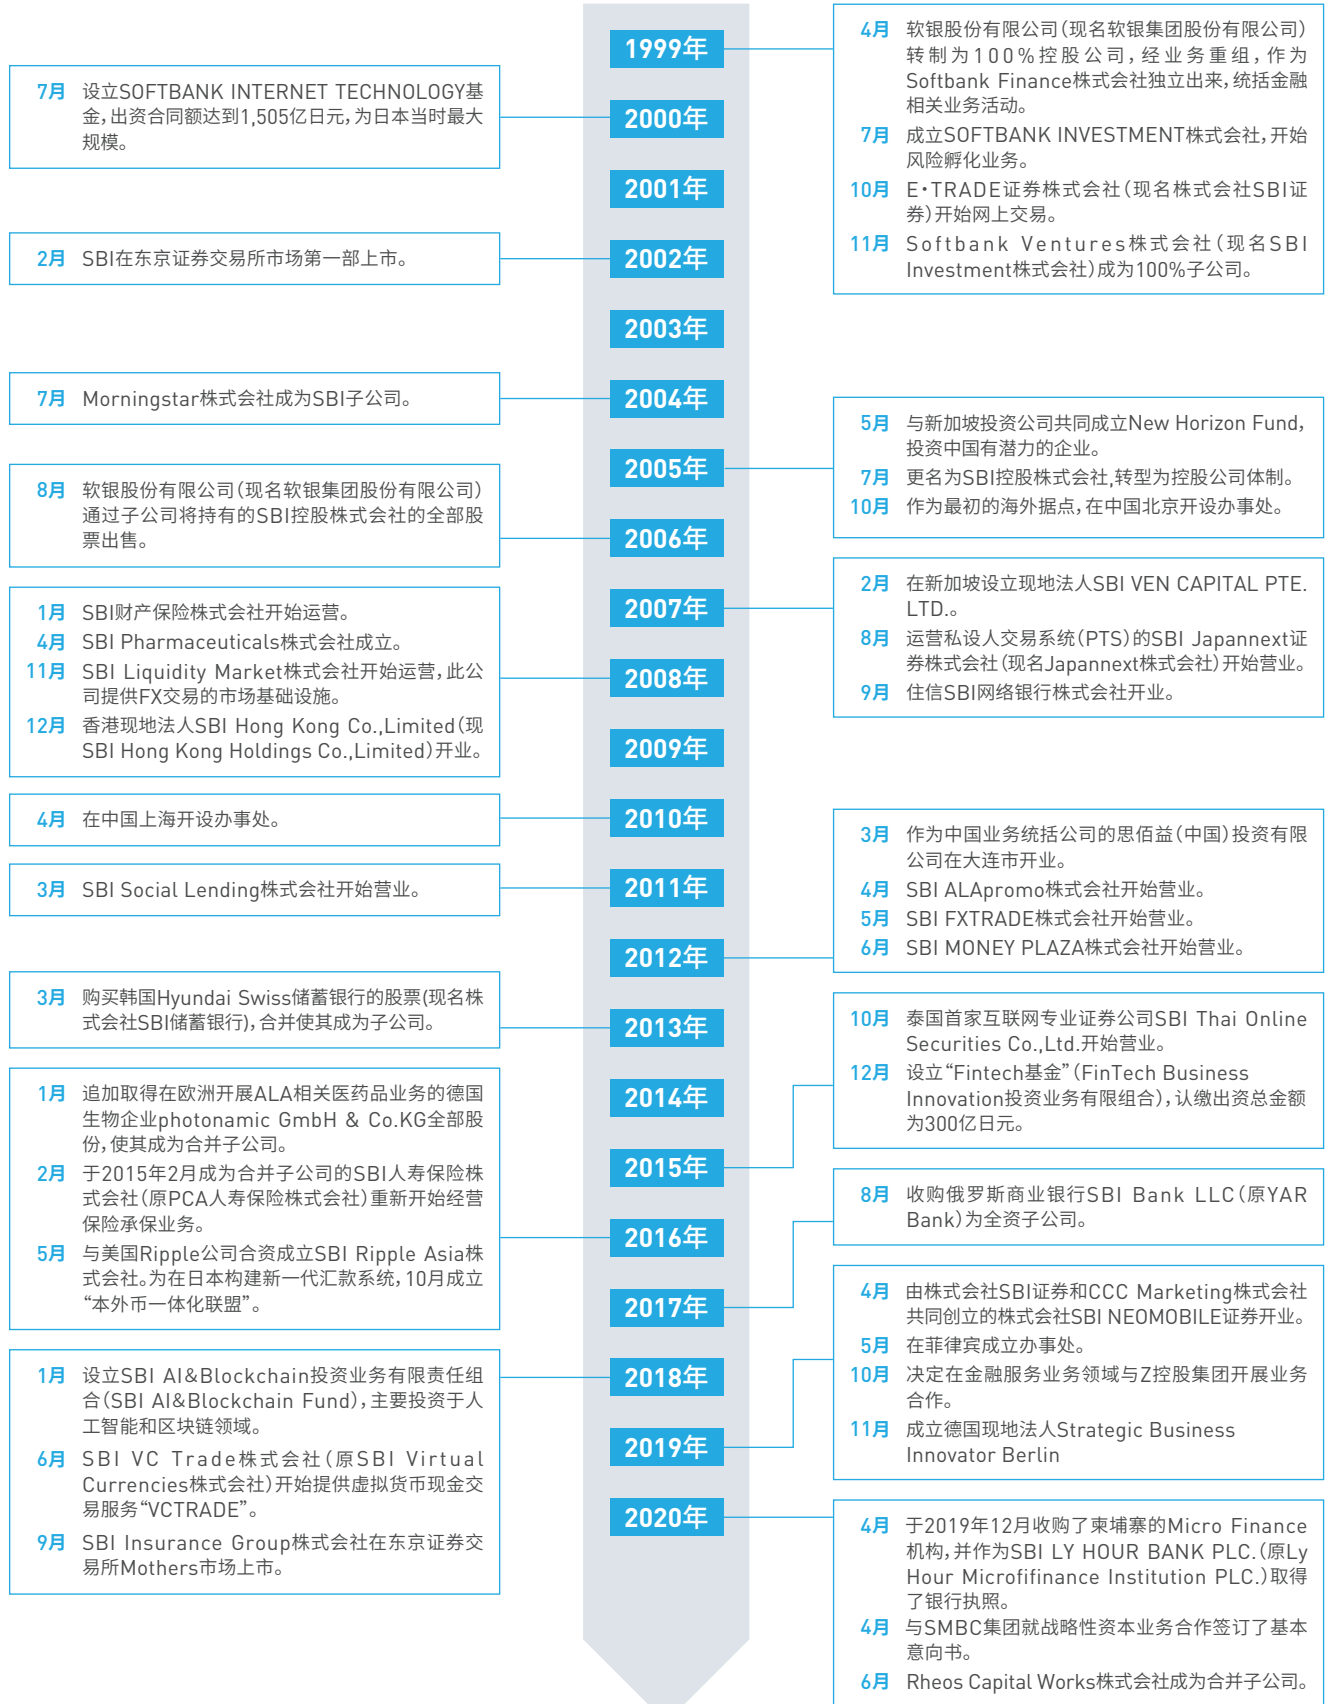 1999年
4月 软银股份有限公司（现名软银集团股份有限公司）
转制为100%控股公司，经业务重组，作为
Softbank Finance株式会社独立出来，统括金融
相关业务活动。
7月 成立SOFTBANK INVESTMENT株式会社，开始
风险孵化业务。
10月 E・TRADE证券株式会社（现名株式会社SBI证
券）开始网上交易。
11月 Softbank Ventures株式会社（现名SBI
Investment株式会社）成为100%子公司。
7月 设立SOFTBANK INTERNET TECHNOLOGY基
金，出资合同额达到1,505亿日元，为日本当时最大
规模。
2000年
2001年
2月 SBI在东京证券交易所市场第一部上市。
2002年
2003年
7月 Morningstar株式会社成为SBI子公司。
2004年
2005年
5月 与新加坡投资公司共同成立New Horizon Fund，
投资中国有潜力的企业。
7月 更名为SBI控股株式会社,转型为控股公司体制。
10月 作为最初的海外据点，在中国北京开设办事处。
8月 软银股份有限公司（现名软银集团股份有限公司）
通过子公司将持有的SBI控股株式会社的全部股
票出售。
2006年
2007年
2月 在新加坡设立现地法人SBI VEN CAPITAL PTE.
LTD.。
8月 运营私设人交易系统(PTS)的SBI Japannext证
券株式会社（现名Japannext株式会社）开始营业。
9月 住信SBI网络银行株式会社开业。
1月 SBI财产保险株式会社开始运营。
4月 SBI Pharmaceuticals株式会社成立。
11月 SBI Liquidity Market株式会社开始运营，此公
司提供FX交易的市场基础设施。
12月 香港现地法人SBI Hong Kong Co.,Limited（现
SBI Hong Kong Holdings Co.,Limited）开业。
2008年
2009年
4月 在中国上海开设办事处。
2010年
3月 SBI Social Lending株式会社开始营业。
2011年
2012年
3月 作为中国业务统括公司的思佰益（中国）投资有限
公司在大连市开业。
4月 SBI ALApromo株式会社开始营业。
5月 SBI FXTRADE株式会社开始营业。
6月 SBI MONEY PLAZA株式会社开始营业。
3月 购买韩国Hyundai Swiss储蓄银行的股票(现名株
式会社SBI储蓄银行)，合并使其成为子公司。
2013年
2014年
2015年
10月 泰国首家互联网专业证券公司SBI Thai Online
Securities Co.,Ltd.开始营业。
12月 设立“Fintech基金”（FinTech Business
Innovation投资业务有限组合），认缴出资总金额
为300亿日元。
1月 追加取得在欧洲开展ALA相关医药品业务的德国
生物企业photonamic GmbH & Co.KG全部股
份，使其成为合并子公司。
2月 于2015年2月成为合并子公司的SBI人寿保险株
式会社（原PCA人寿保险株式会社）重新开始经营
保险承保业务。
5月 与美国Ripple公司合资成立SBI Ripple Asia株
式会社。为在日本构建新一代汇款系统，10月成立
“本外币一体化联盟”。
2016年
2017年
8月 收购俄罗斯商业银行SBI Bank LLC（原YAR
Bank）为全资子公司。
1月 设立SBI AI&Blockchain投资业务有限责任组
合（SBI AI&Blockchain Fund），主要投资于人
工智能和区块链领域。
6月 SBI VC Trade株式会社（原SBI Virtual
Currencies株式会社）开始提供虚拟货币现金交
易服务“VCTRADE”。
9月 SBI Insurance Group株式会社在东京证券交
易所Mothers市场上市。
2018年
2019年
4月 由株式会社SBI证券和CCC Marketing株式会社
共同创立的株式会社SBI NEOMOBILE证券开业。
5月 在菲律宾成立办事处。
10月 决定在金融服务业务领域与Z控股集团开展业务
合作。
11月 成立德国现地法人Strategic Business
Innovator Berlin
2020年
4月 于2019年12月收购了柬埔寨的Micro Finance
机构，并作为SBI LY HOUR BANK PLC.（原Ly
Hour Microfifinance Institution PLC.）取得
了银行执照。
4月 与SMBC集团就战略性资本业务合作签订了基本
意向书。
6月 Rheos Capital Works株式会社成为合并子公司。